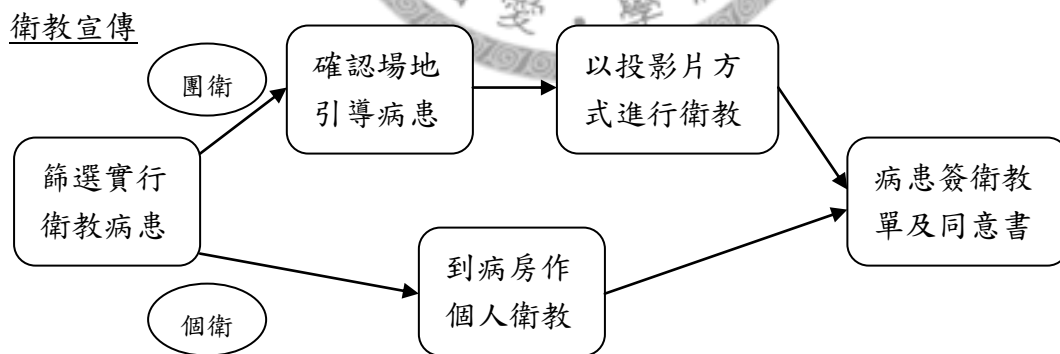 衛教宣傳
團衛
確認場地
引導病患
以投影片方
式進行衛教
篩選實行
衛教病患
病患簽衛教
單及同意書
到病房作
個人衛教
個衛
愛·學